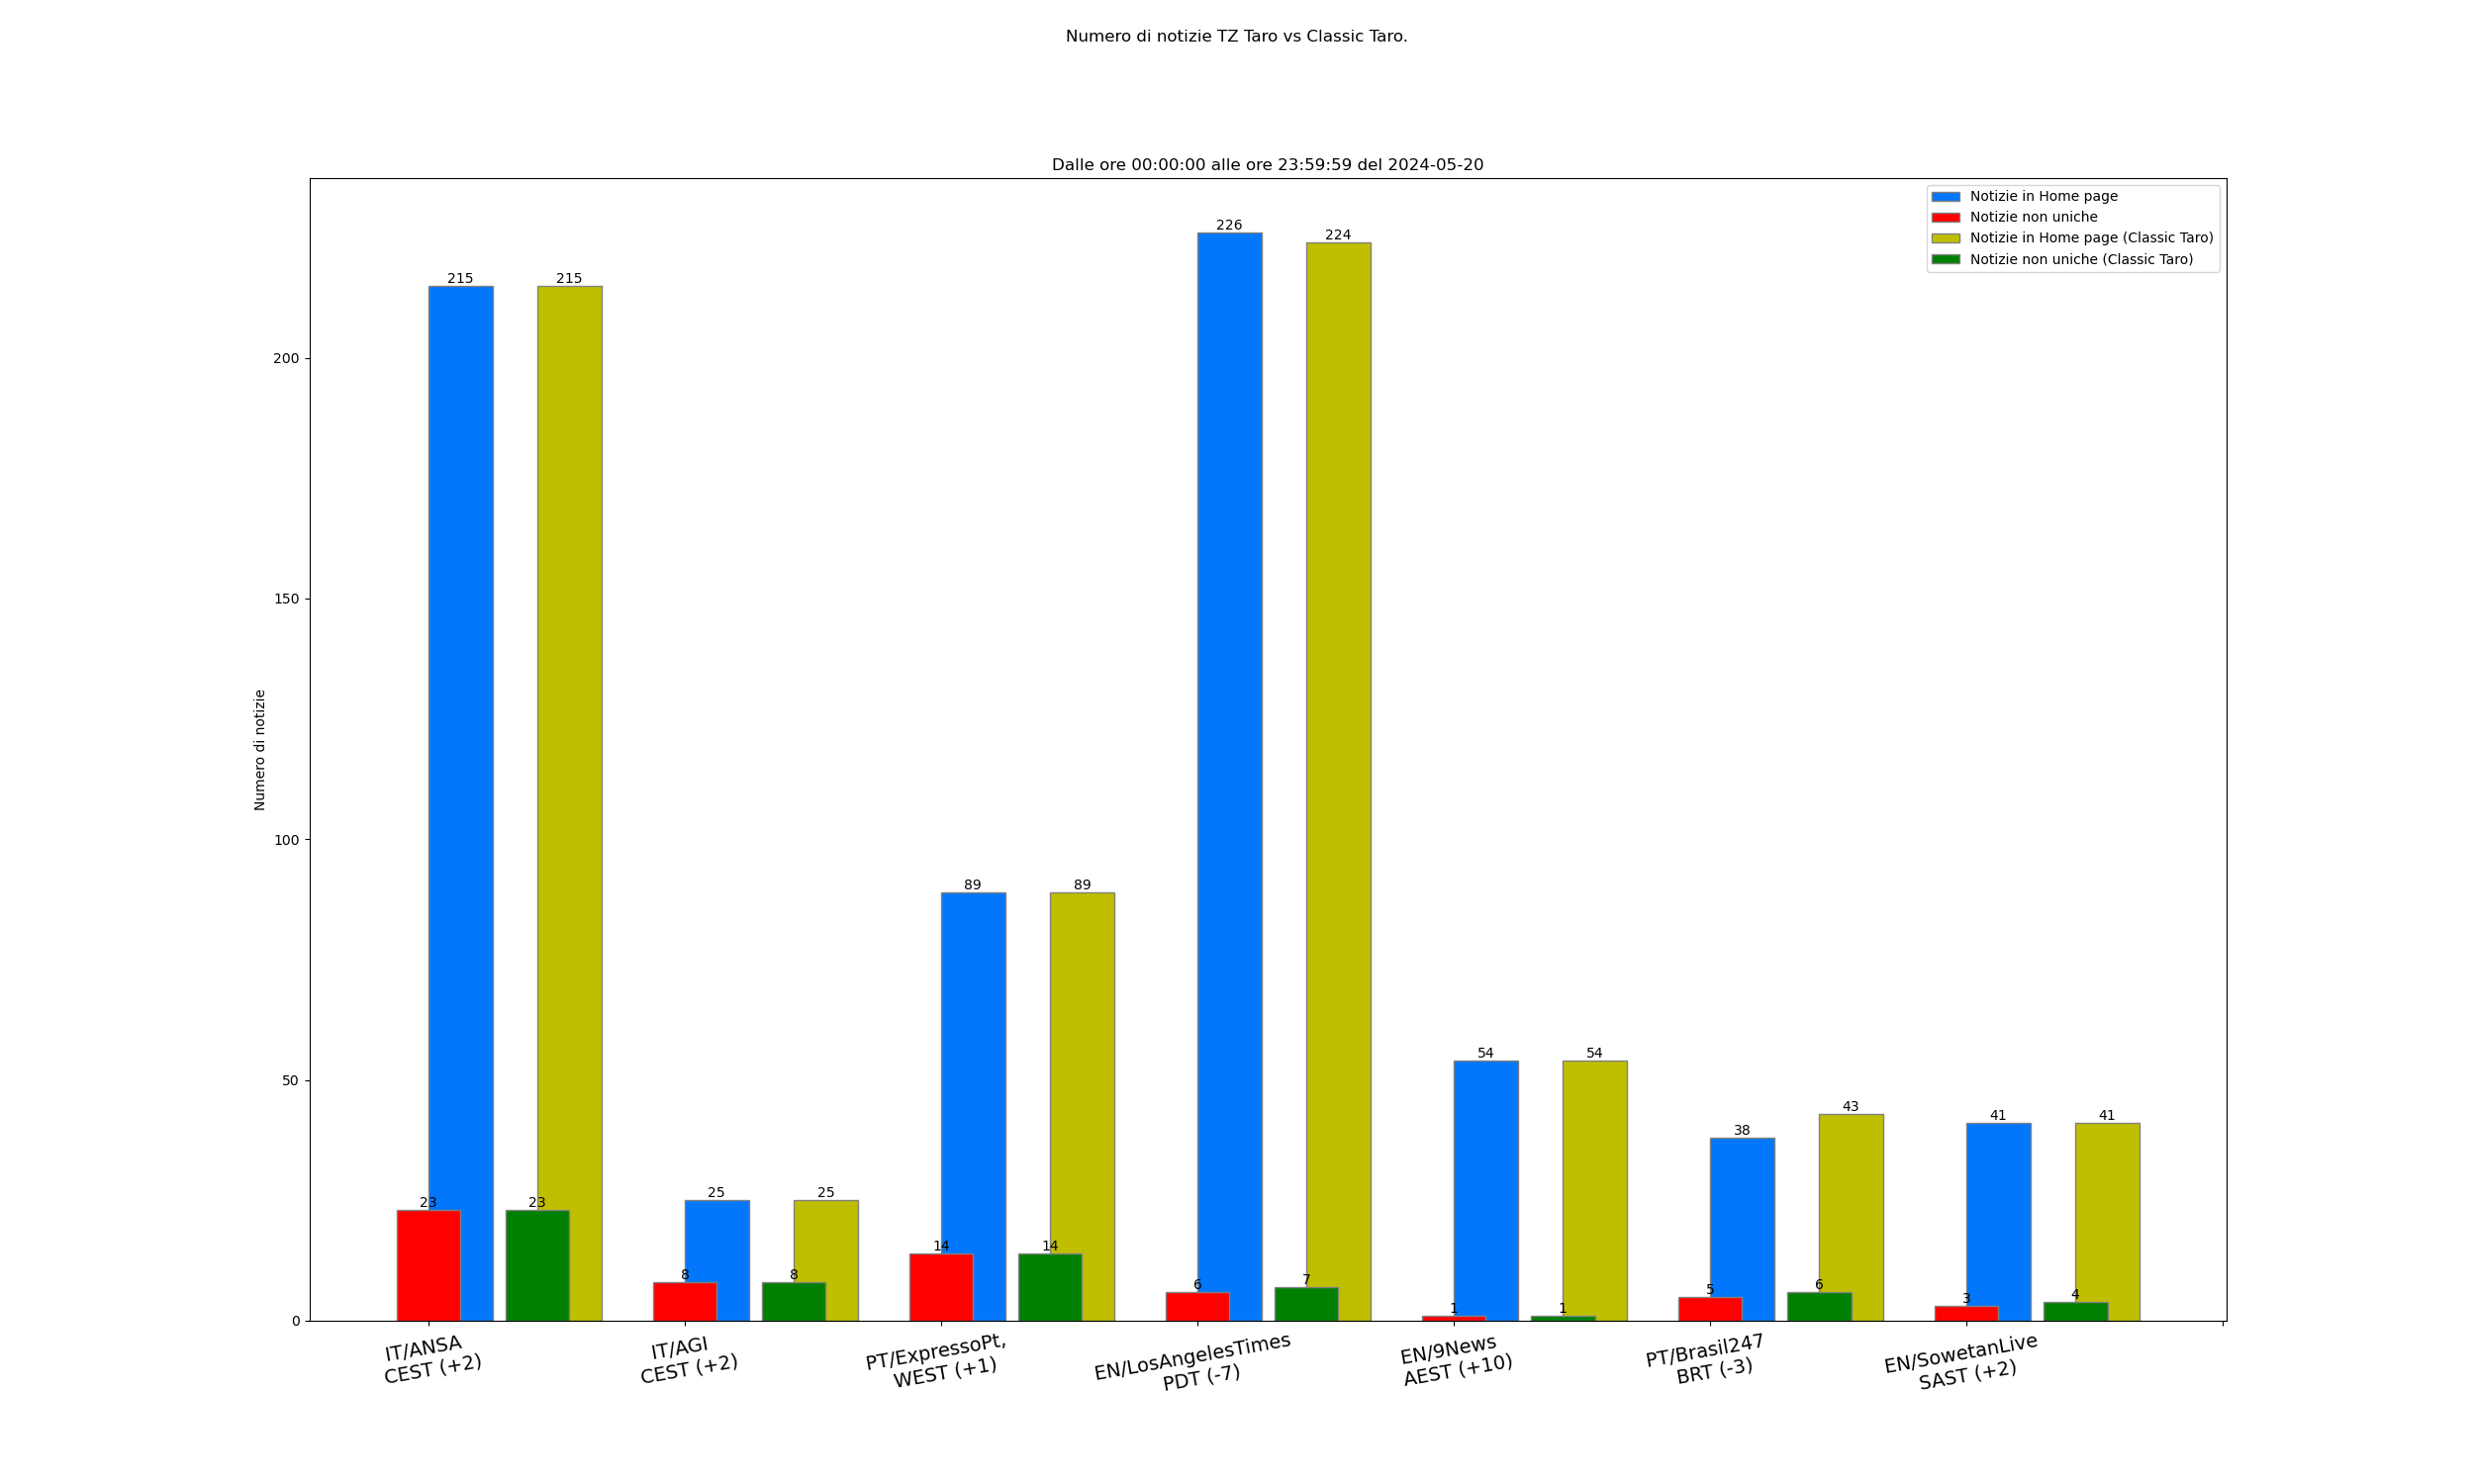 Numero di notizie TZ Taro vs Classic Taro.
Dalle ore 00:00:00 alle ore 23:59:59 del 2024-05-20
Notizie in Home page
Notizie non uniche
Notizie in Home page (Classic Taro)
Notizie non uniche (Classic Taro)
Numero di notizie
200
150
100
50
0
215
215
23
23
25
25
8
8
89
89
14
14
226
224
6
7
54
54
1
1
38
43
5
6
41
41
3
4
IT/ANSA
CEST (+2)
IT/AGI
CEST (+2)
PT/ExpressoPt,
WEST (+1)
EN/LosAngelesTimes
PDT (-7)
EN/9News
AEST (+10)
PT/Brasil247
BRT (-3)
EN/SowetanLive
SAST (+2)